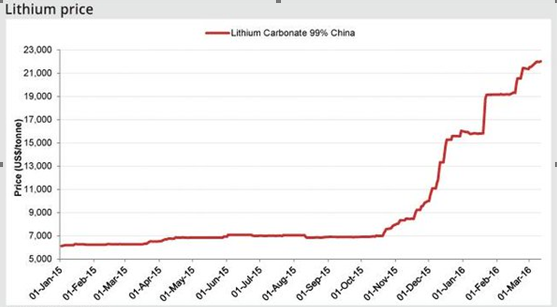 Lithium price
Lithium Carbonate 99% China
Price (US$/tonne)
23,000
21,000
19,000
17,000
15,000
13,000
11,000
9,000
7,000
5,000
01-Jan-15
01-Feb-15
01-Mar-15
01-Apr-15
01-May-15
01-Jun-15
01-Jul-15
01-Aug-15
01-Sep-15
01-Oct-15
01-Nov-15
01-Dec-15
01-Jan-16
01-Feb-16
01-Mar-16